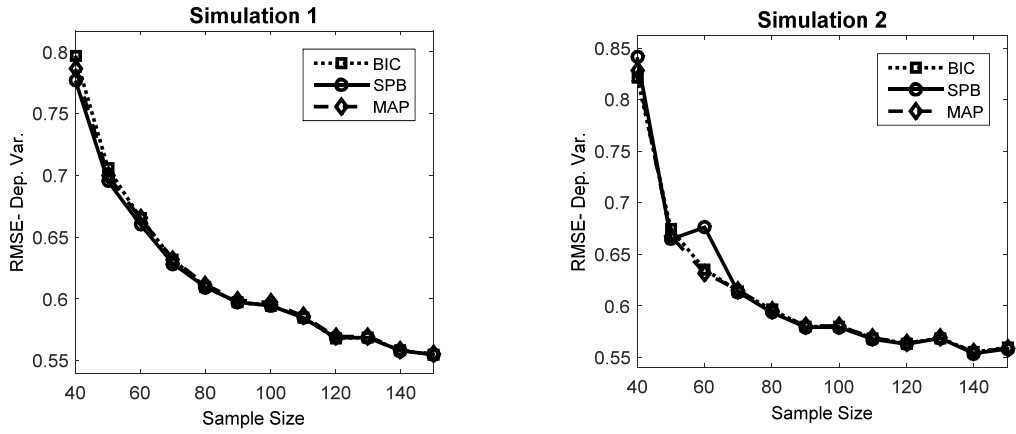 Simulation 1
RMSE- Dep. Var.
0.8
0.75
0.7
0.65
0.6
0.55
BIC
SPB
MAP
40 60 80 100 120 140
Sample Size
Simulation 2
RMSE- Dep. Var.
0.85
0.8
0.75
0.7
0.65
0.6
0.55
BIC
SPB
MAP
40 60 80 100 120 140
Sample Size